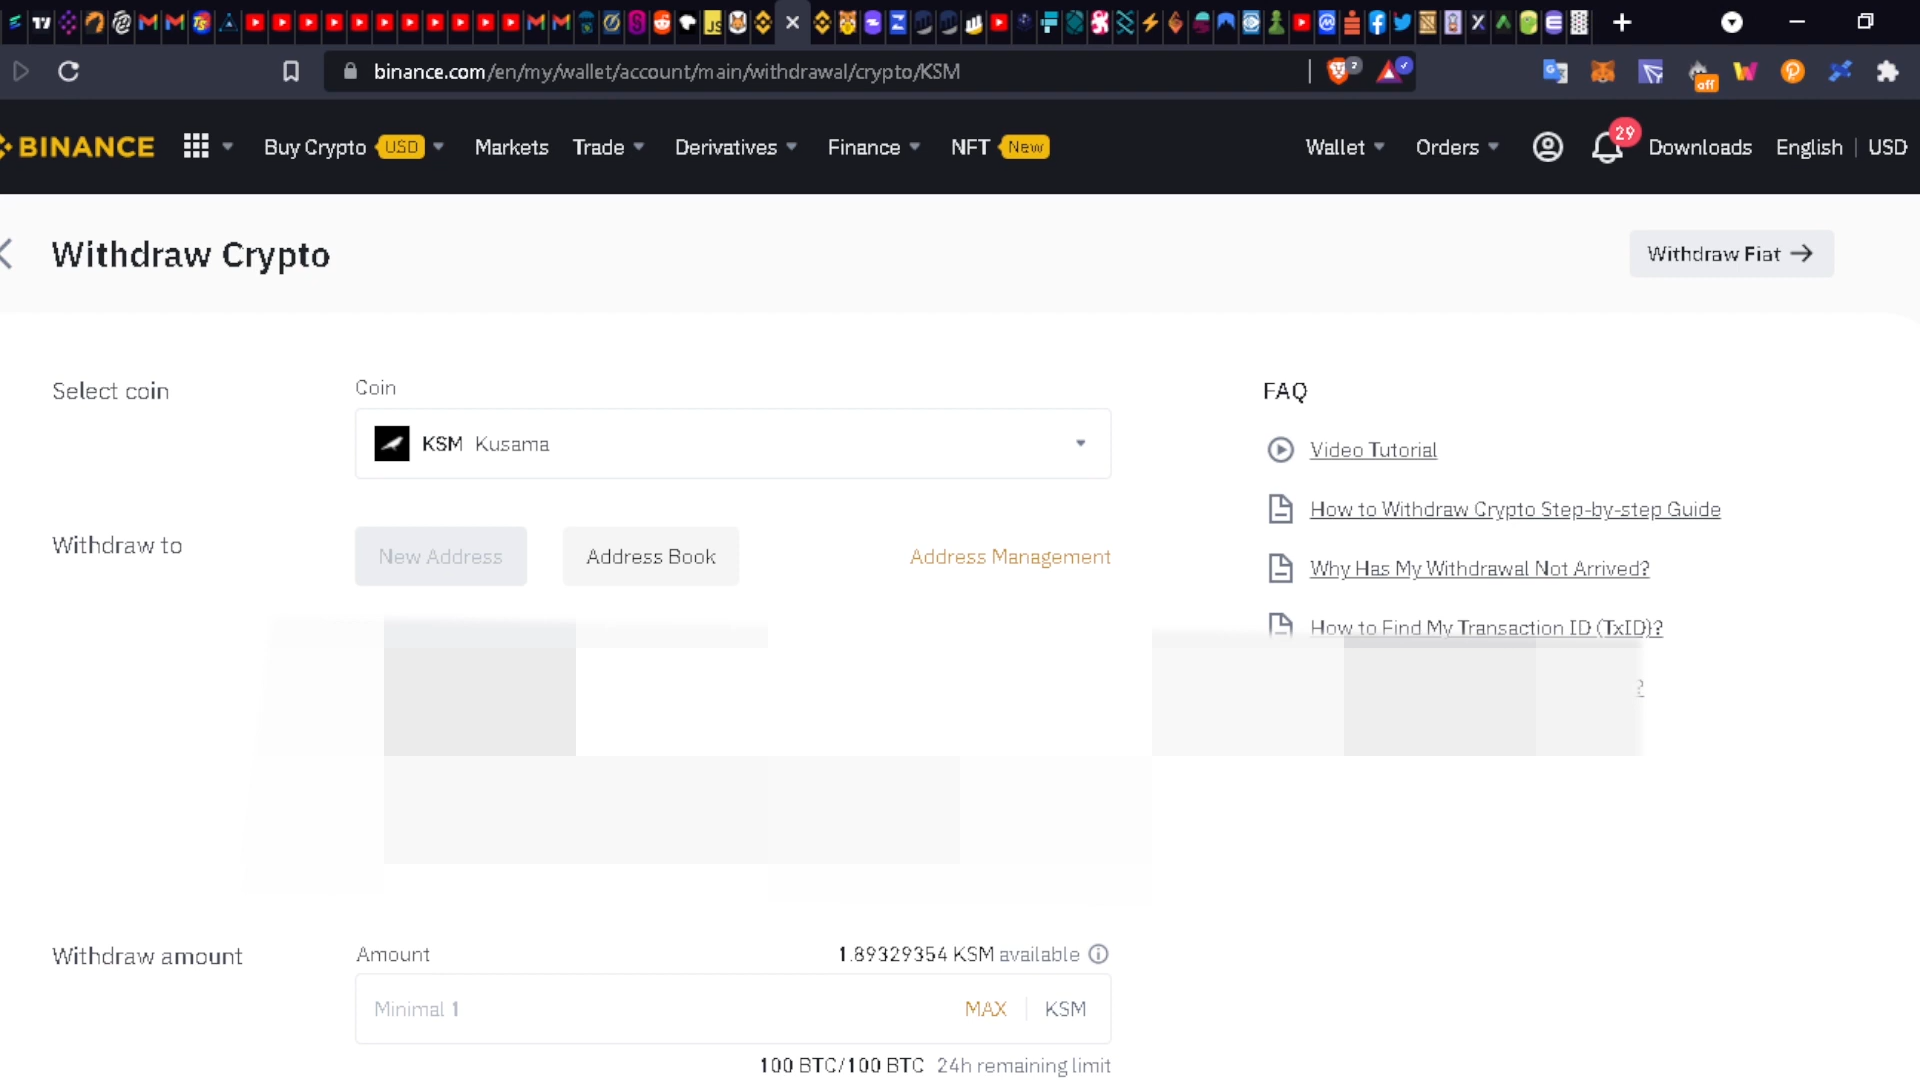 binance.com/en/my/wallet/account/main/withdrawal/crypto/KSM
2
off
BINANCE
Buy Crypto USD
Markets
Trade
Derivatives
Finance
NFT New
Wallet
Orders
29
Downloads
English | USD
Withdraw Crypto
Withdraw Fiat →
Select coin
Coin
KSM Kusama
Withdraw to
New Address
Address Book
Address Management
FAQ
Video Tutorial
How to Withdraw Crypto Step-by-step Guide
Why Has My Withdrawal Not Arrived?
How to Find My Transaction ID (TxID)?
?
Withdraw amount
Amount
1.89329354 KSM available
Minimal 1
MAX | KSM
100 BTC/100 BTC 24h remaining limit